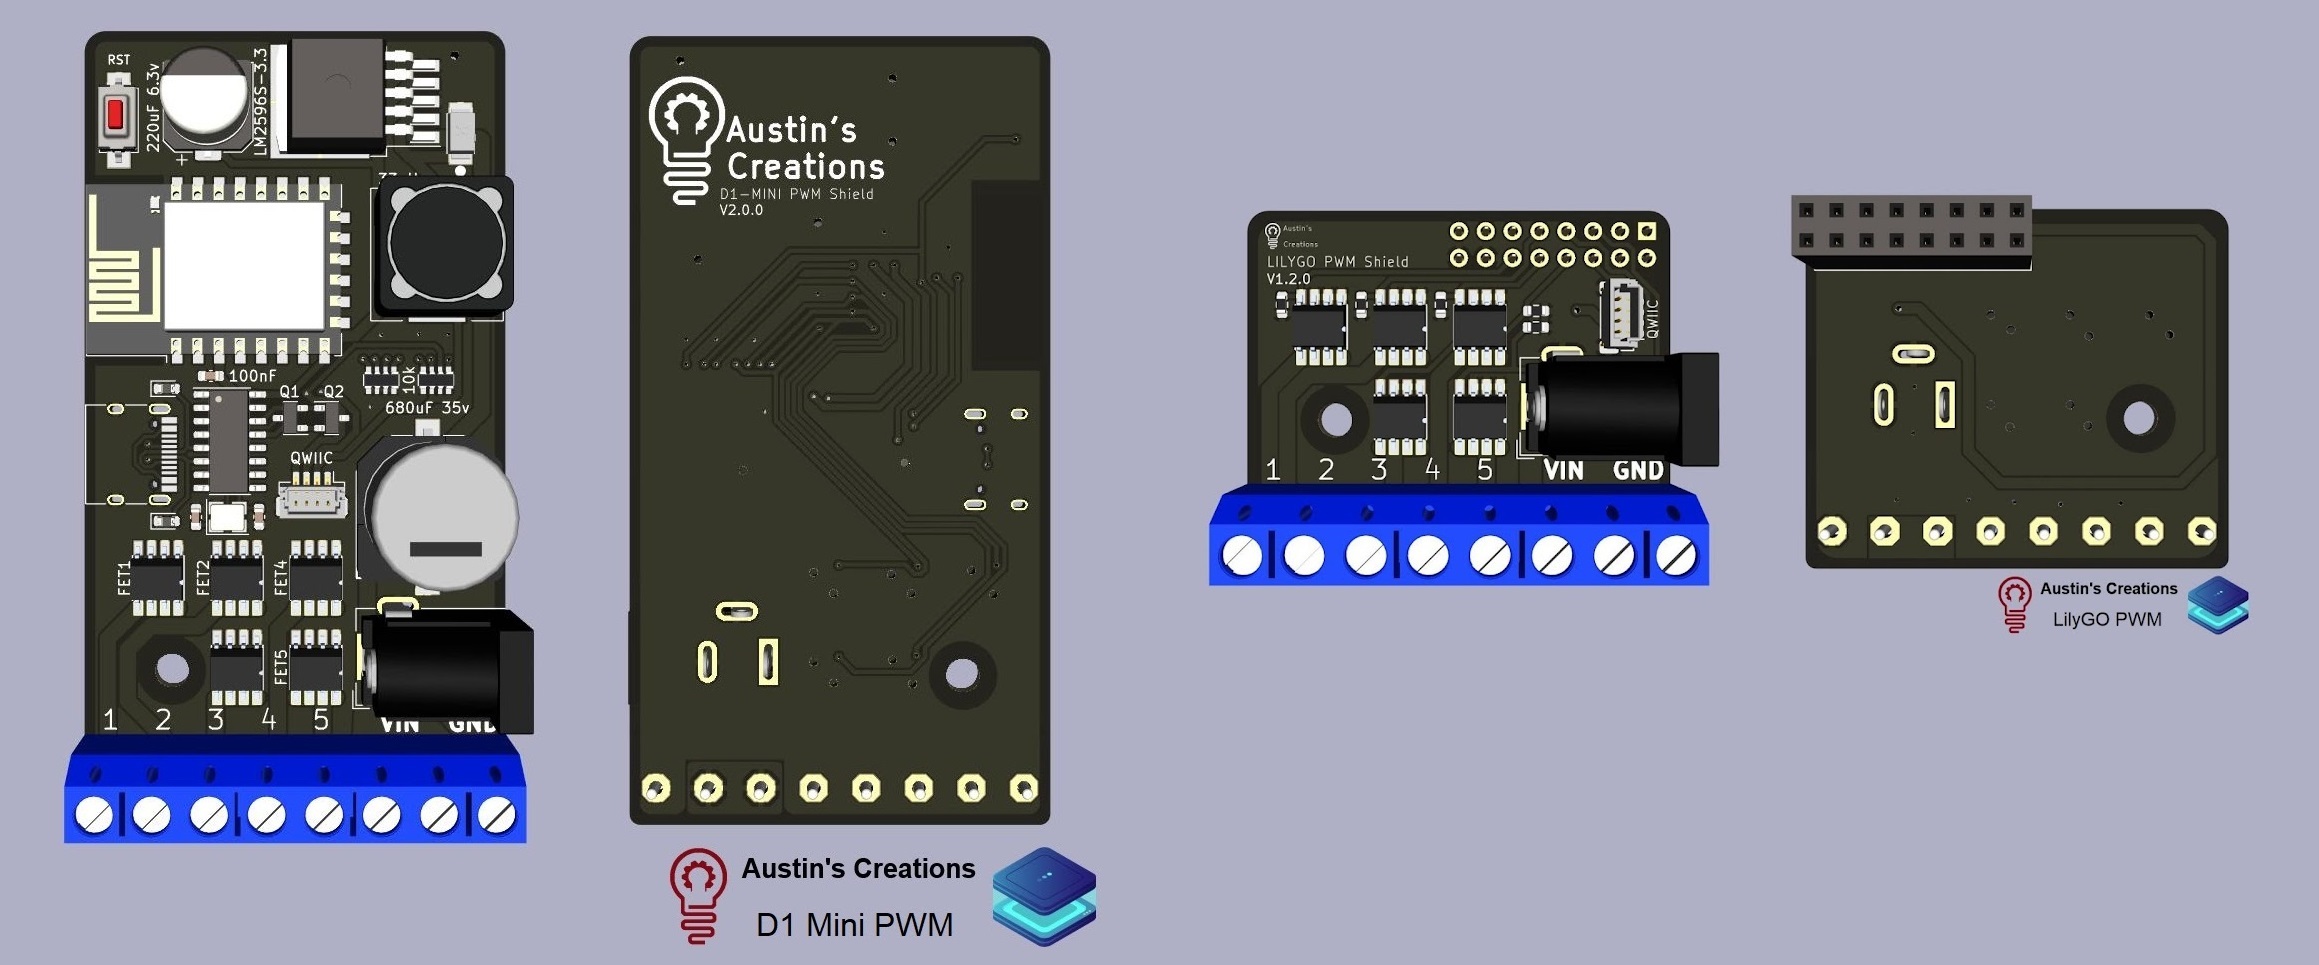 RST
220uF 6.3v
LM2596S-3.3
100nF
Q1
Q2
10k
680uF 35v
QWIIC
FET1
FET2
FET4
FET5
1 2 3 4 5 VIN GND
Austin's
Creations
D1-MINI PWM Shield
V2.0.0
Austin's Creations
D1 Mini PWM
Austin's
Creations
LILYGO PWM Shield
V1.2.0
QWIIC
1 2 3 4 5 VIN GND
Austin's Creations
LilyGO PWM